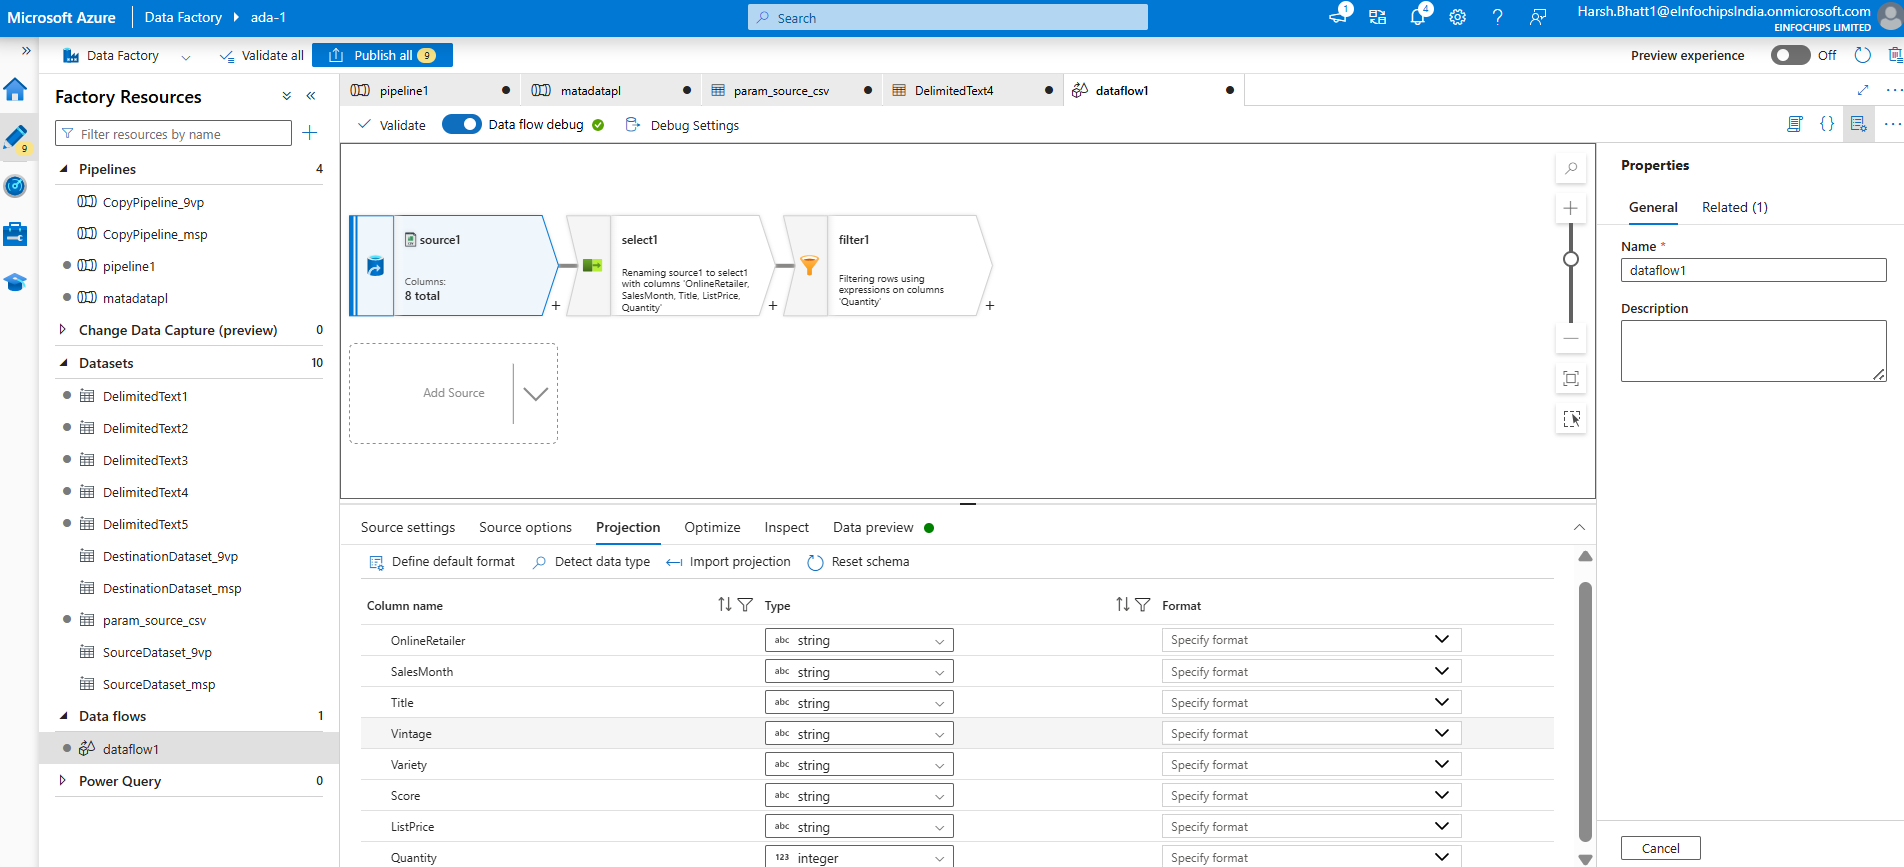 Microsoft Azure
Data Factory
ada-1
Search
1
4
Harsh.Bhatt1@eInfochipsIndia.onmicrosoft.com
EINFOCHIPS LIMITED
Data Factory
Validate all
Publish all
9
Preview experience
Off
9
Factory Resources
Filter resources by name
Pipelines
4
CopyPipeline_9vp
CopyPipeline_msp
pipeline1
matadatapl
Change Data Capture (preview)
0
Datasets
10
DelimitedText1
DelimitedText2
DelimitedText3
DelimitedText4
DelimitedText5
DestinationDataset_9vp
DestinationDataset_msp
param_source_csv
SourceDataset_9vp
SourceDataset_msp
Data flows
1
dataflow1
Power Query
0
pipeline1
matadatapl
param_source_csv
DelimitedText4
dataflow1
Validate
Data flow debug
Debug Settings
source1
Columns:
8 total
select1
Renaming source1 to select1
with columns 'OnlineRetailer,
SalesMonth, Title, ListPrice,
Quantity'
filter1
Filtering rows using
expressions on columns
'Quantity'
Add Source
Source settings
Source options
Projection
Optimize
Inspect
Data preview
Define default format
Detect data type
Import projection
Reset schema
Column name
Type
Format
OnlineRetailer
abc string
Specify format
SalesMonth
abc string
Specify format
Title
abc string
Specify format
Vintage
abc string
Specify format
Variety
abc string
Specify format
Score
abc string
Specify format
ListPrice
abc string
Specify format
Quantity
123 integer
Specify format
Properties
General
Related (1)
Name *
dataflow1
Description
Cancel